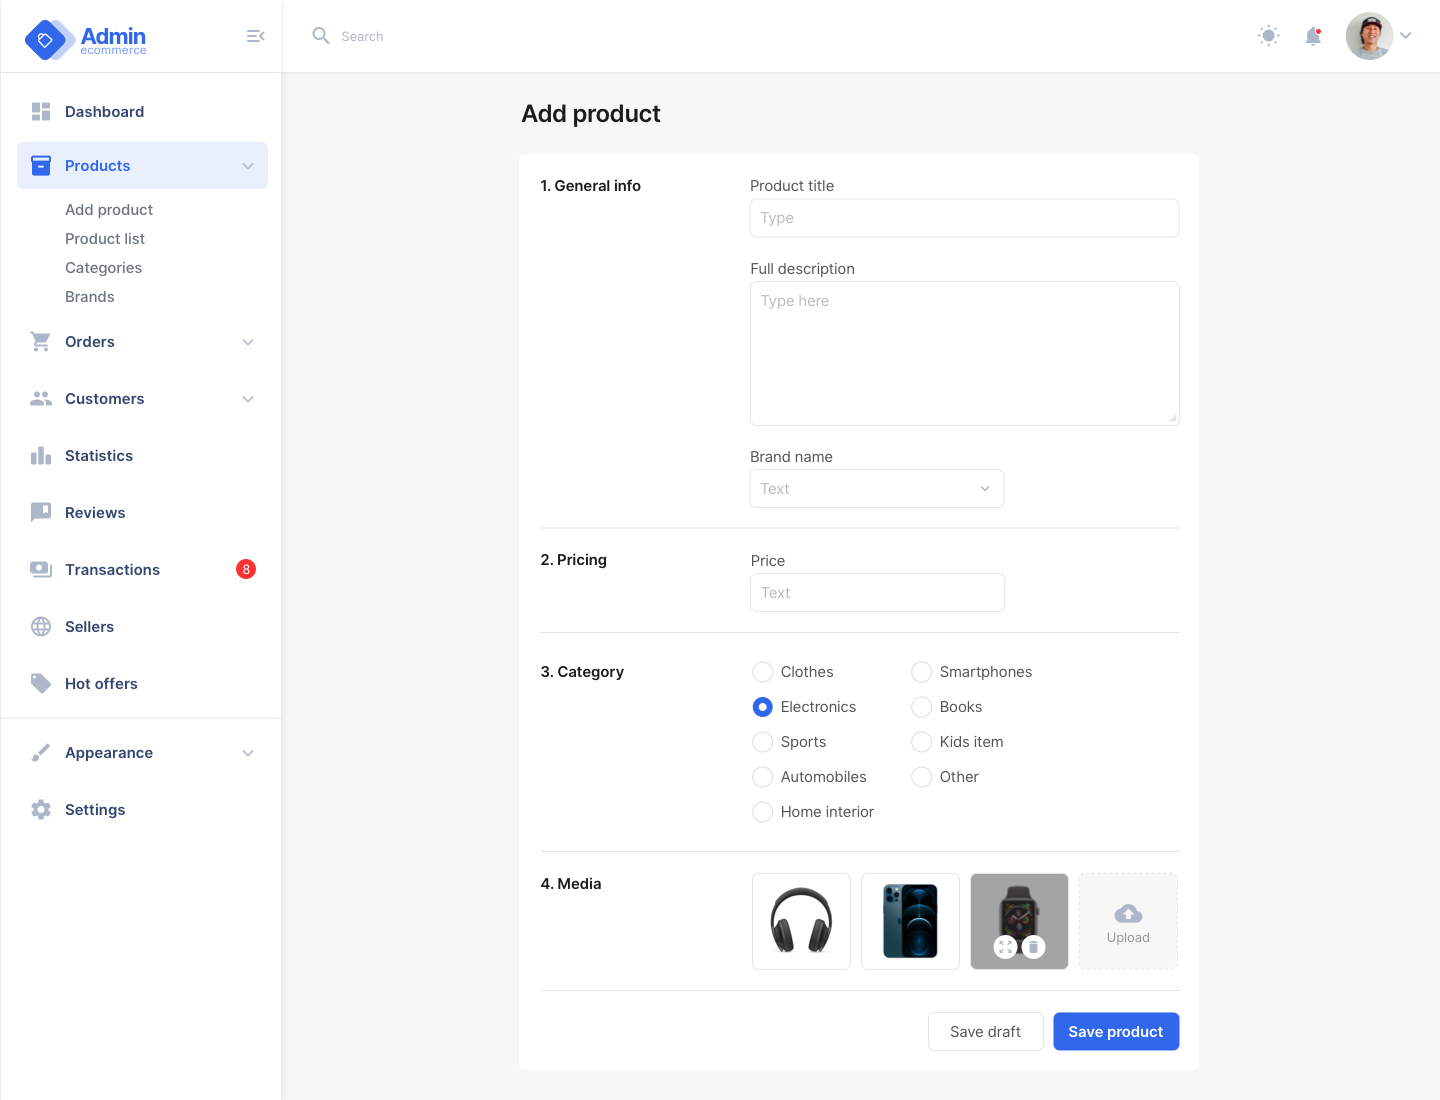 Admin
ecommerce
Search
Dashboard
Products
Add product
Product list
Categories
Brands
Orders
Customers
Statistics
Reviews
Transactions 8
Sellers
Hot offers
Appearance
Settings
Add product
1. General info
Product title
Type
Full description
Type here
Brand name
Text
2. Pricing
Price
Text
3. Category
Clothes
Smartphones
Electronics
Books
Sports
Kids item
Automobiles
Other
Home interior
4. Media
Upload
Save draft
Save product